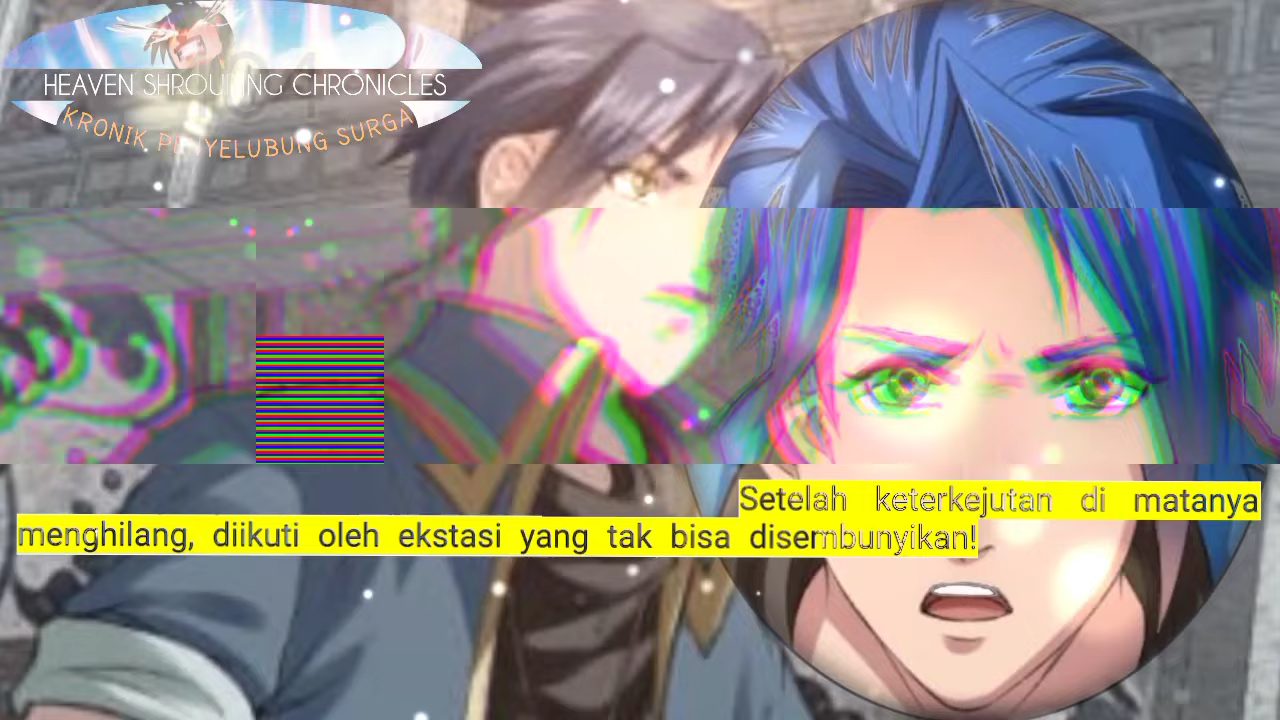 HEAVEN SHROUDING CHRONICLES
KRONIK PENYELUBUNG SURGA
Setelah keterkejutan di matanya
menghilang, diikuti oleh ekstasi yang tak bisa disembunyikan!